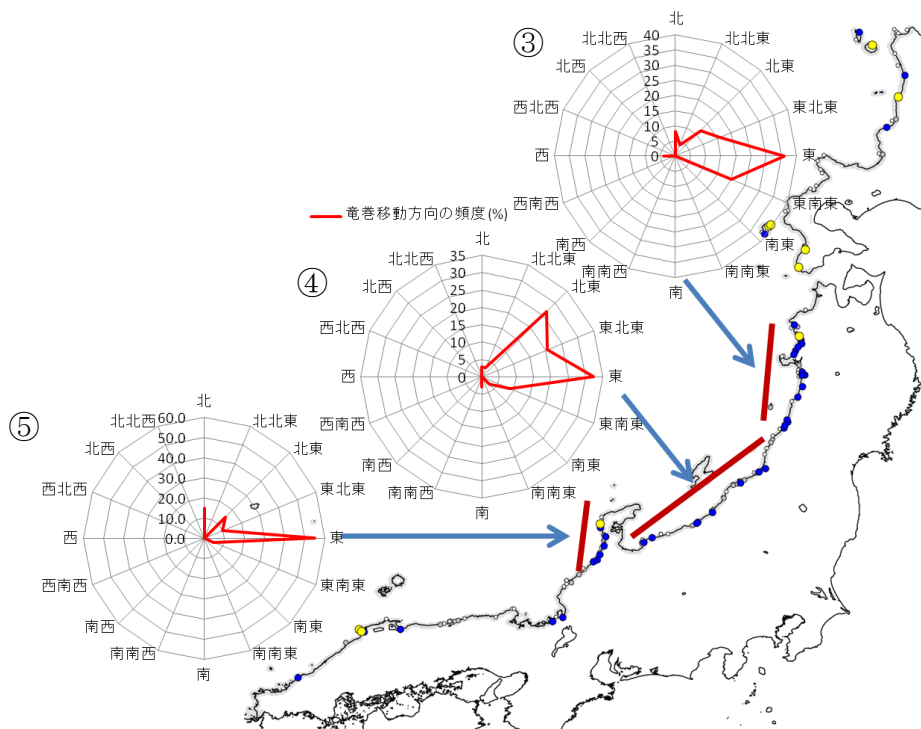 ③
北
北北東
北東
東北東
東
東南東
南東
南南東
南
南南西
南西
西南西
西
西北西
北西
北北西
40
35
30
25
20
15
10
5
0
竜巻移動方向の頻度(%)
④
北
北北東
北東
東北東
東
東南東
南東
南南東
南
南南西
南西
西南西
西
西北西
北西
北北西
35
30
25
20
15
10
5
0
⑤
北
北北東
北東
東北東
東
東南東
南東
南南東
南
南南西
南西
西南西
西
西北西
北西
北北西
60.0
50.0
40.0
30.0
20.0
10.0
0.0